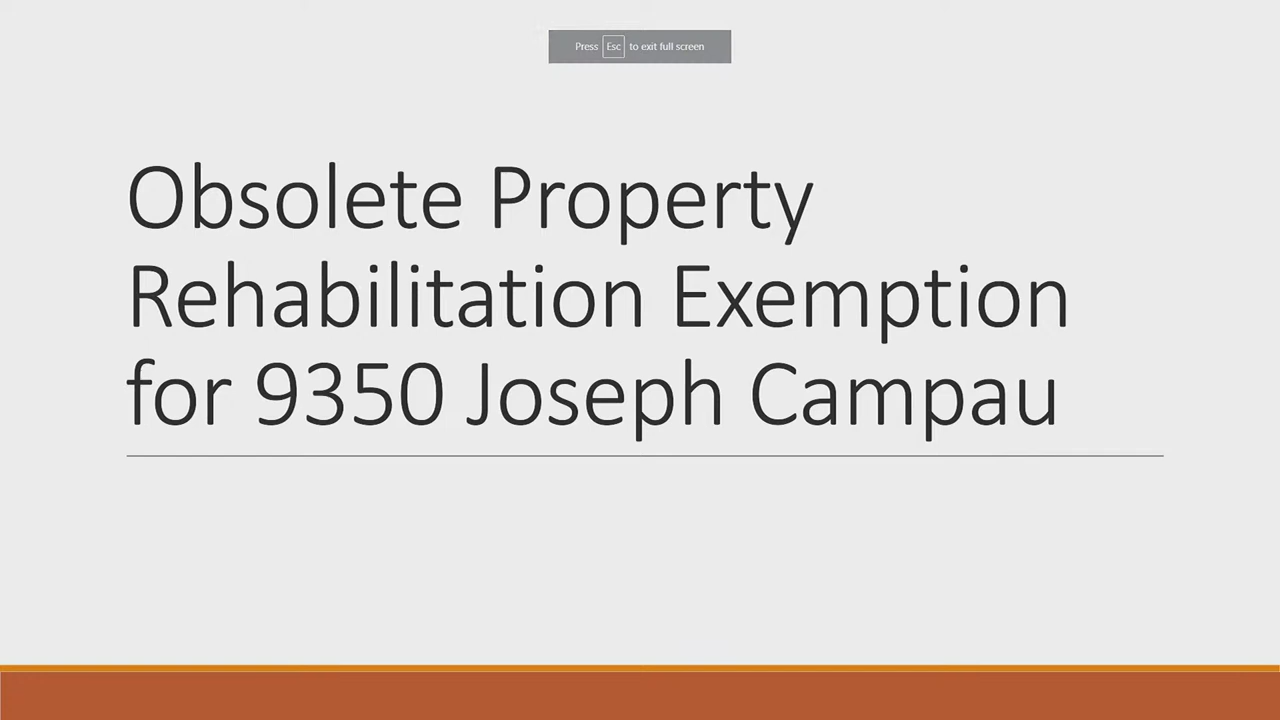 Press Esc to exit full screen
Obsolete Property
Rehabilitation Exemption
for 9350 Joseph Campau